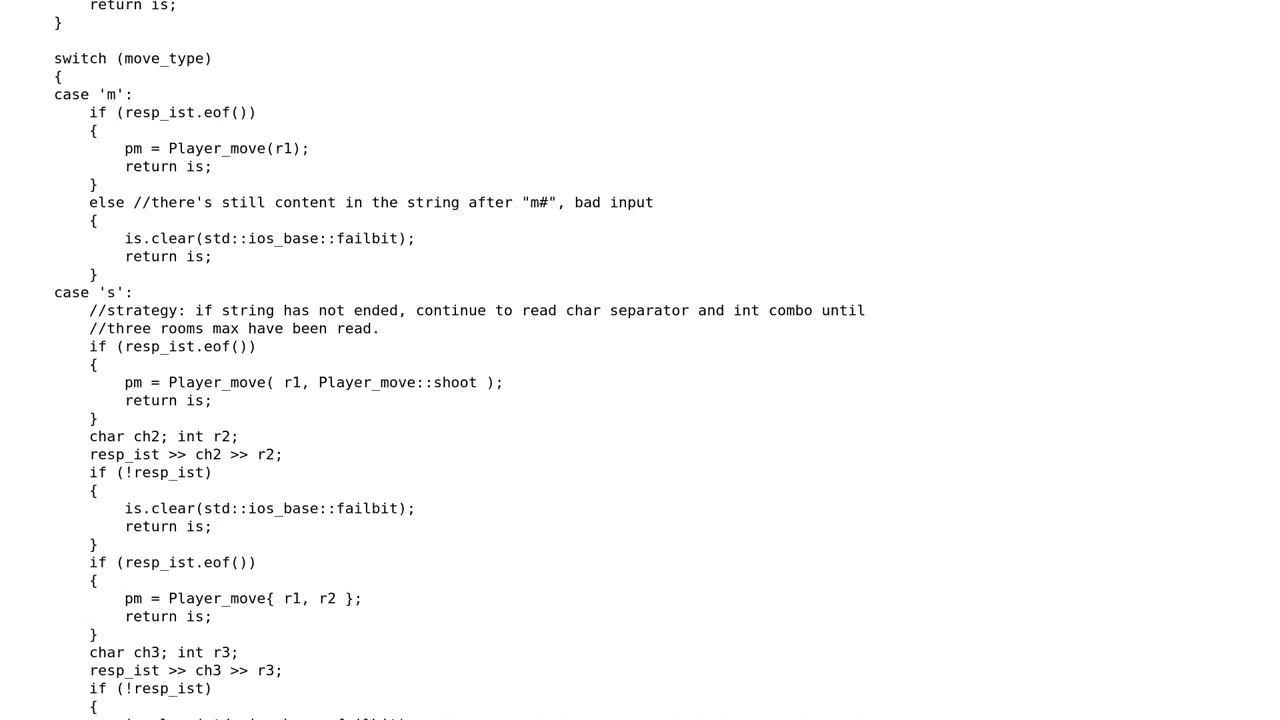 return is;
}
switch (move_type)
{
case 'm':
if (resp_ist.eof())
{
pm = Player_move(r1);
return is;
}
else //there's still content in the string after "m#", bad input
{
is.clear(std::ios_base::failbit);
return is;
}
case 's':
//strategy: if string has not ended, continue to read char separator and int combo until
//three rooms max have been read.
if (resp_ist.eof())
{
pm = Player_move( r1, Player_move::shoot );
return is;
}
char ch2; int r2;
resp_ist >> ch2 >> r2;
if (!resp_ist)
{
is.clear(std::ios_base::failbit);
return is;
}
if (resp_ist.eof())
{
pm = Player_move{ r1, r2 };
return is;
}
char ch3; int r3;
resp_ist >> ch3 >> r3;
if (!resp_ist)
{